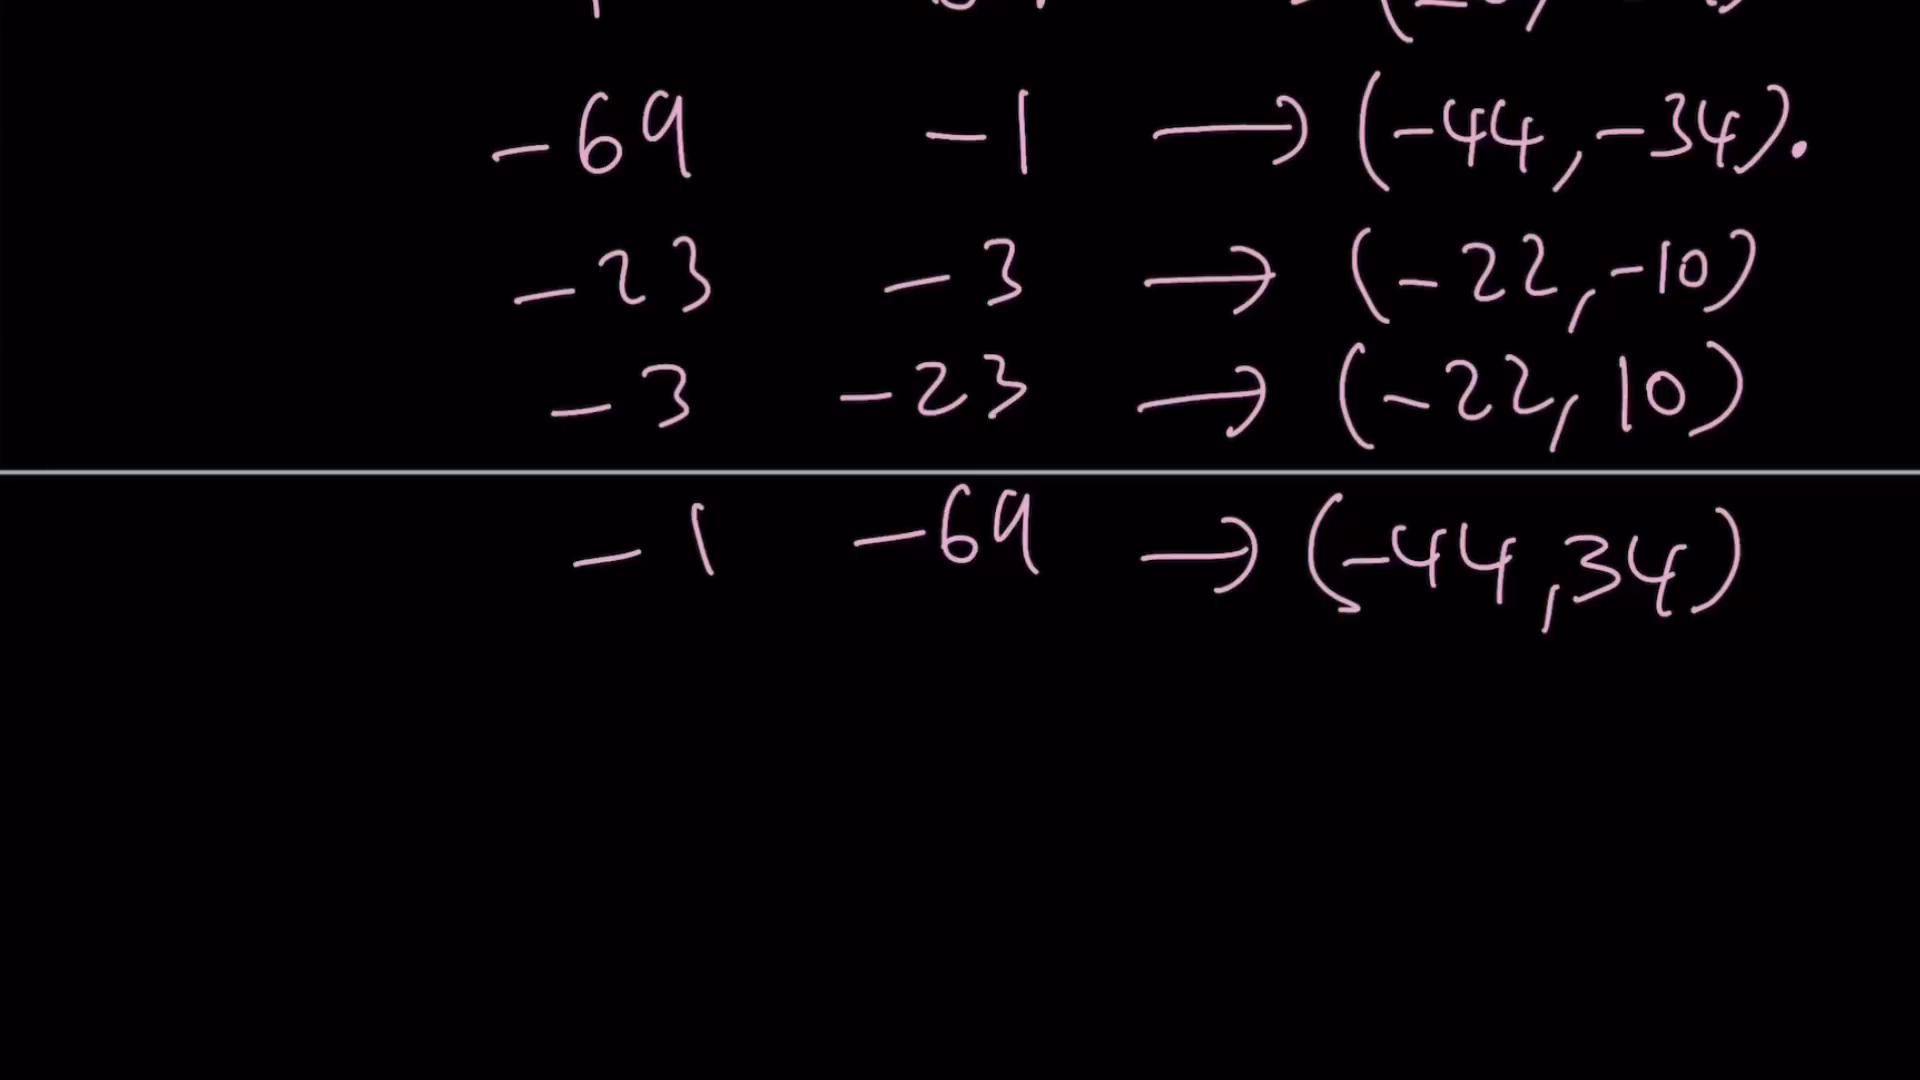 -69 -1 → (-44,-34).
-23 -3 → (-22,-10)
-3 -23 → (-22,10)
-1 -69 → (-44,34)